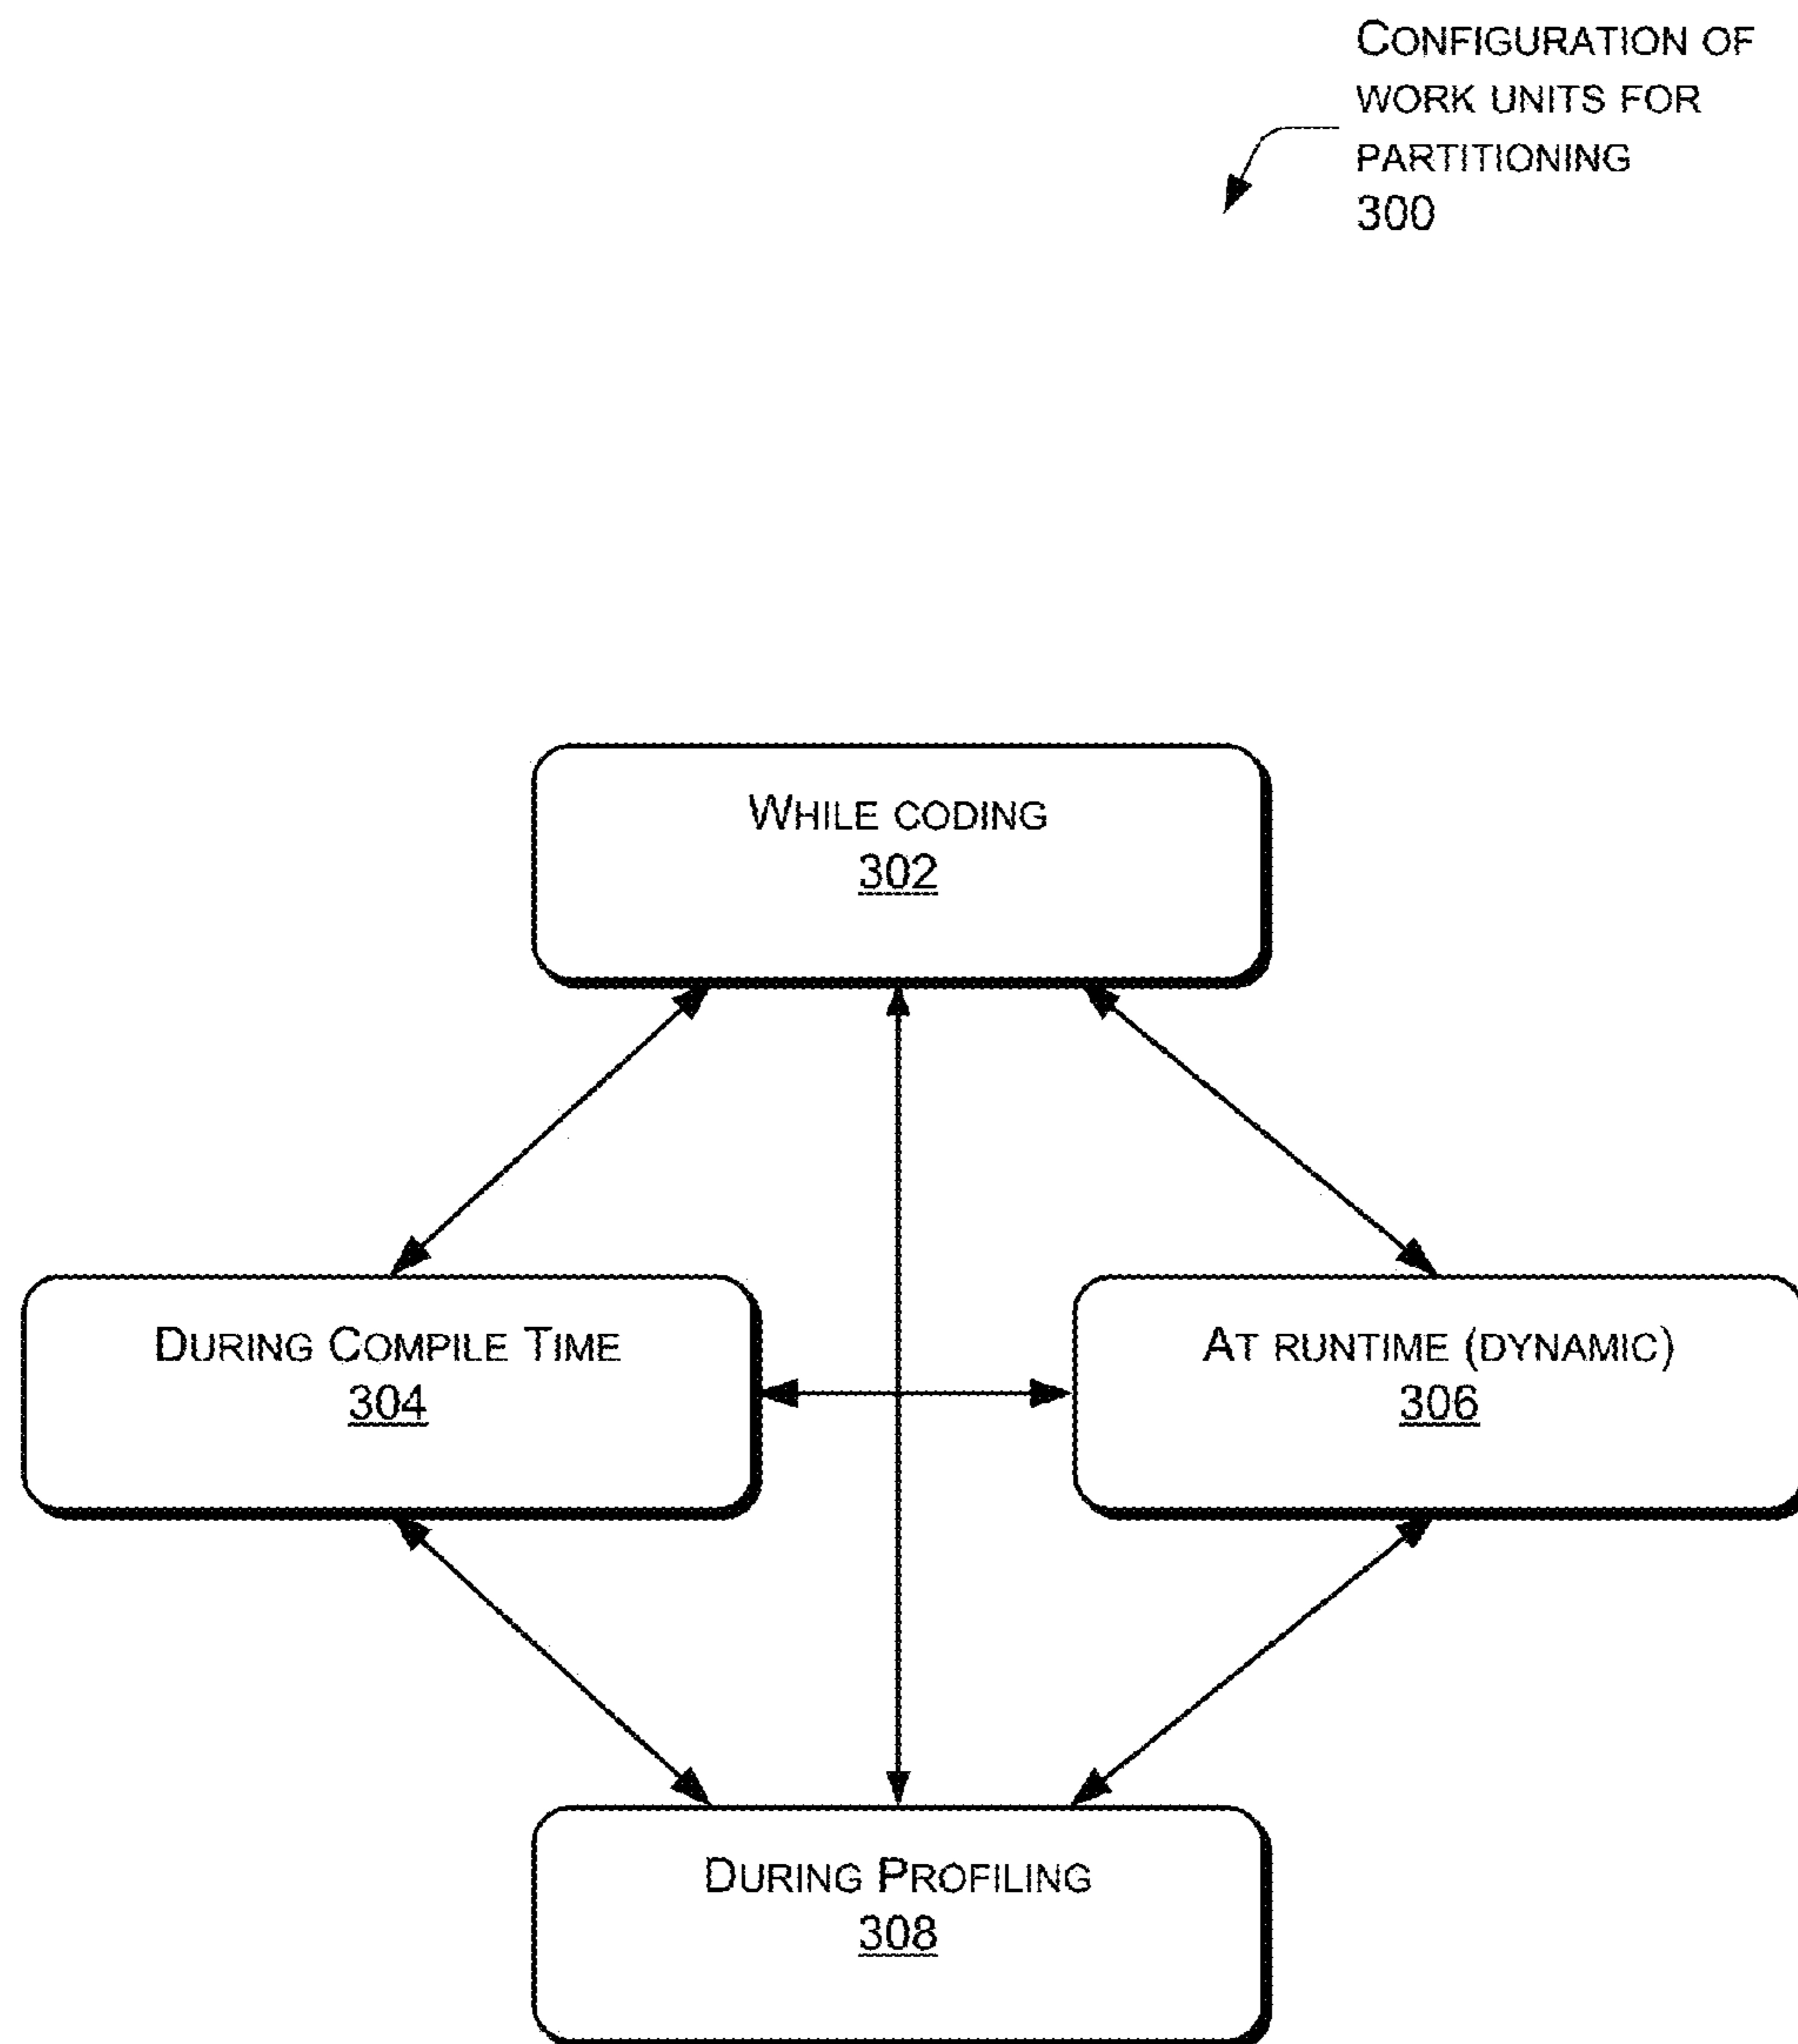 Configuration of
work units for
partitioning
300
While coding
302
During Compile Time
304
At runtime (dynamic)
306
During Profiling
308